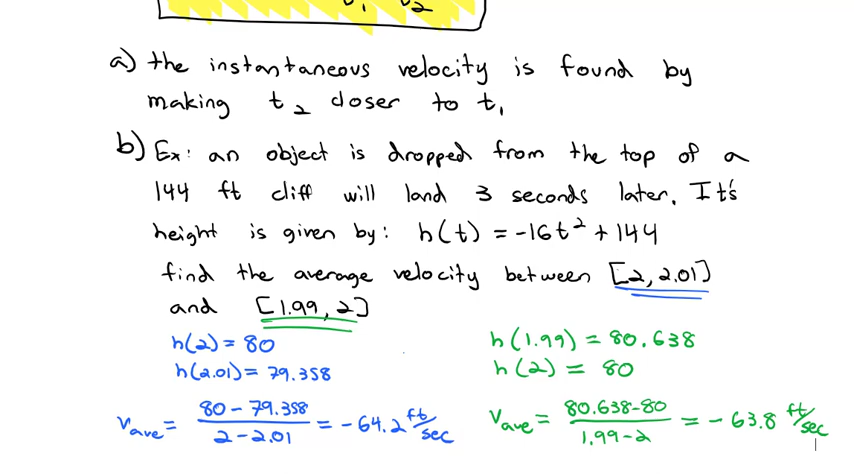 a) the instantaneous velocity is found by
making t₂ closer to t₁
b) Ex: an object is dropped from the top of a
144 ft cliff will land 3 seconds later. It's
height is given by: h(t) = -16t² + 144
find the average velocity between [2, 2.01]
and [1.99, 2]
h(2) = 80
h(2.01) = 79.358
v_ave = (80 - 79.358)/(2 - 2.01) = -64.2 ft/sec
h(1.99) = 80.638
h(2) = 80
v_ave = (80.638 - 80)/(1.99 - 2) = -63.8 ft/sec